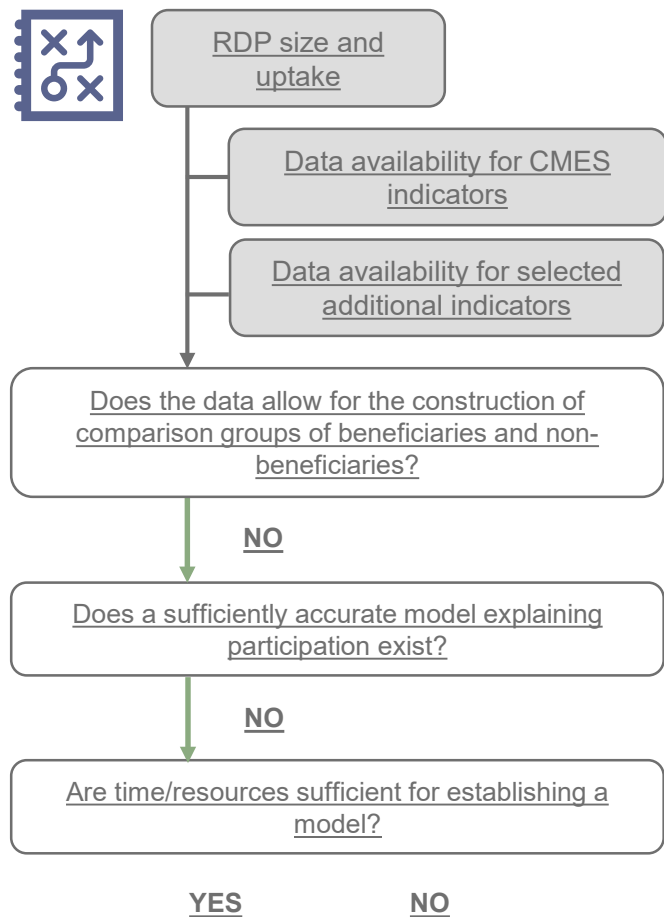 RDP size and
uptake
Data availability for CMES
indicators
Data availability for selected
additional indicators
Does the data allow for the construction of
comparison groups of beneficiaries and non-
beneficiaries?
NO
Does a sufficiently accurate model explaining
participation exist?
NO
Are time/resources sufficient for establishing a
model?
YES NO